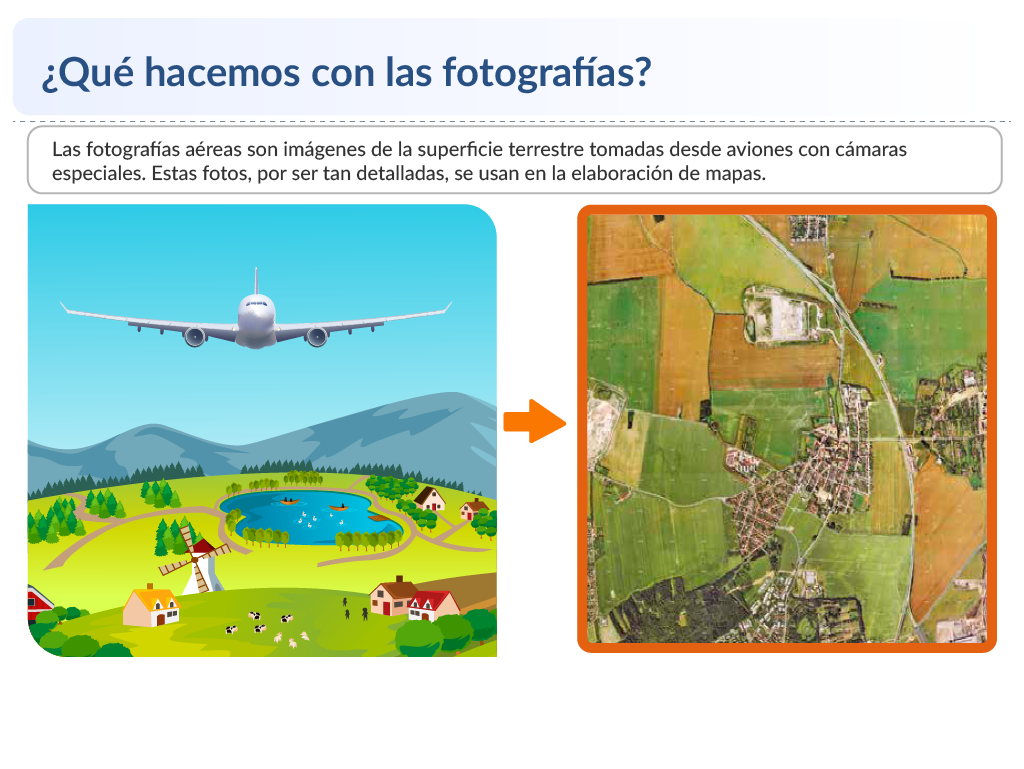 ¿Qué hacemos con las fotografías?
Las fotografías aéreas son imágenes de la superficie terrestre tomadas desde aviones con cámaras
especiales. Estas fotos, por ser tan detalladas, se usan en la elaboración de mapas.